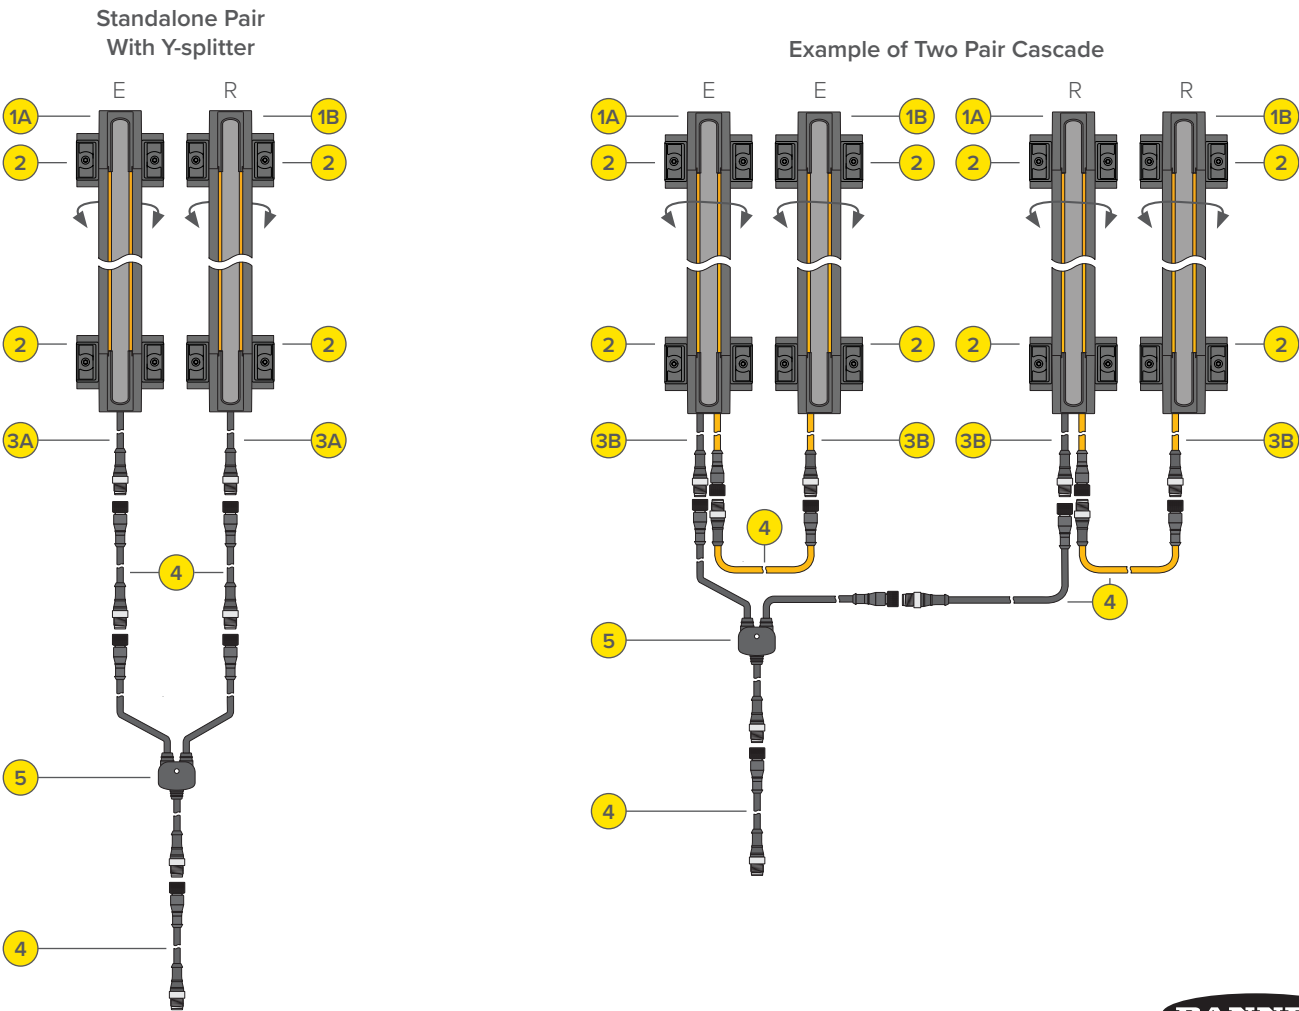 Standalone Pair
With Y-splitter
E R
1A 1B
2 2
2 2
3A 3A
4
5
4
Example of Two Pair Cascade
E E R R
1A 1B 1A 1B
2 2 2 2
2 2 2 2
3B 3B 3B 3B
4
4
5
4